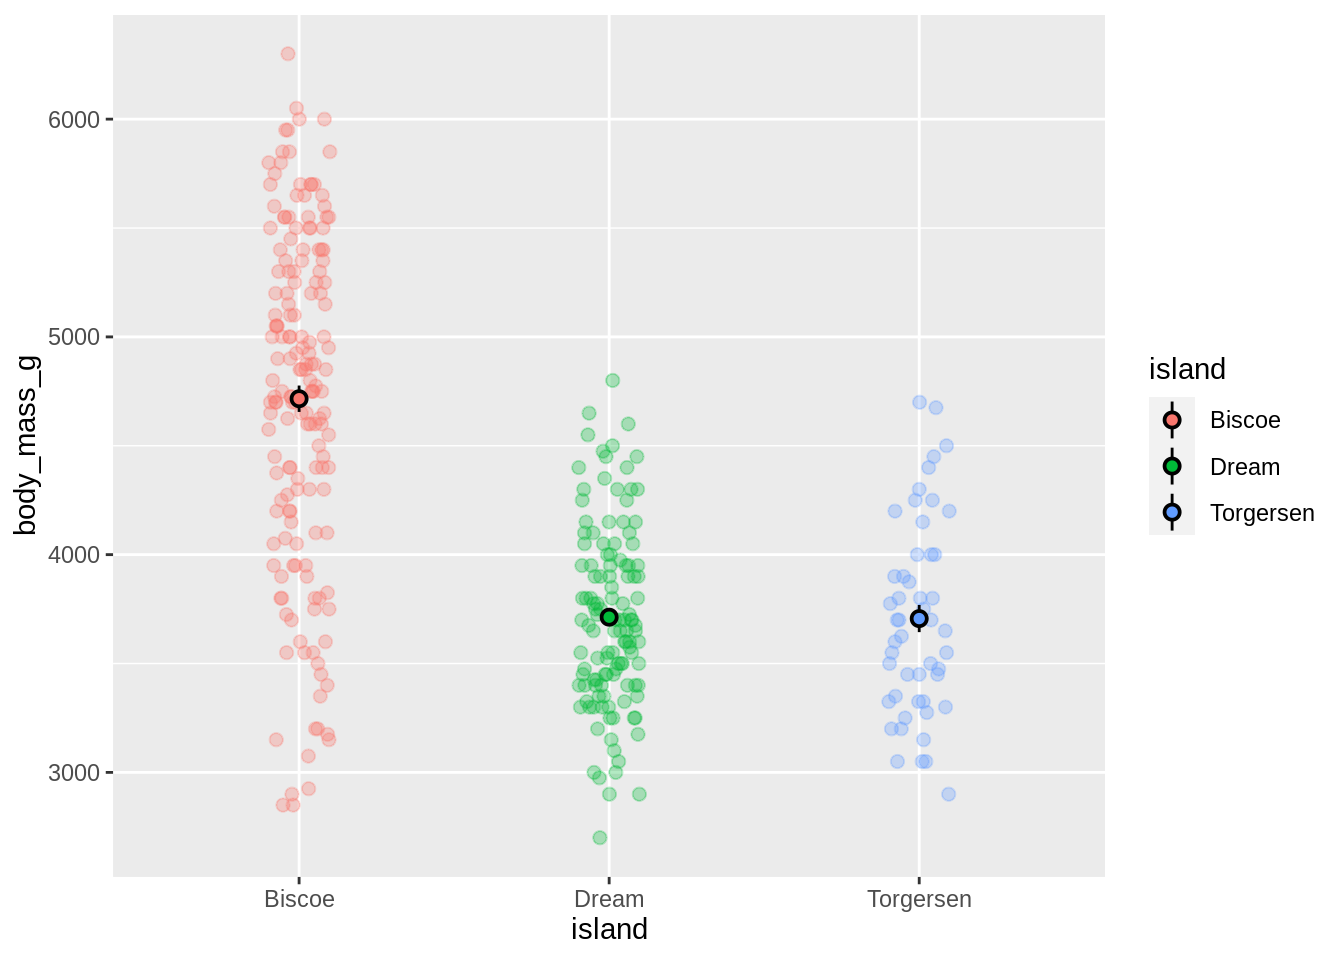 body_mass_g
6000
5000
4000
3000
Biscoe
Dream
Torgersen
island
island
Biscoe
Dream
Torgersen